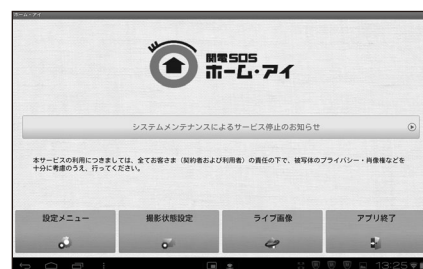 ホーム・アイ
関電SOS
ホーム・アイ
システムメンテナンスによるサービス停止のお知らせ
本サービスの利用につきましては、全てお客さま（契約者および利用者）の責任の下で、被写体のプライバシー・肖像権などを
十分に考慮のうえ、行ってください。
設定メニュー
撮影状態設定
ライブ画像
アプリ終了
13:25